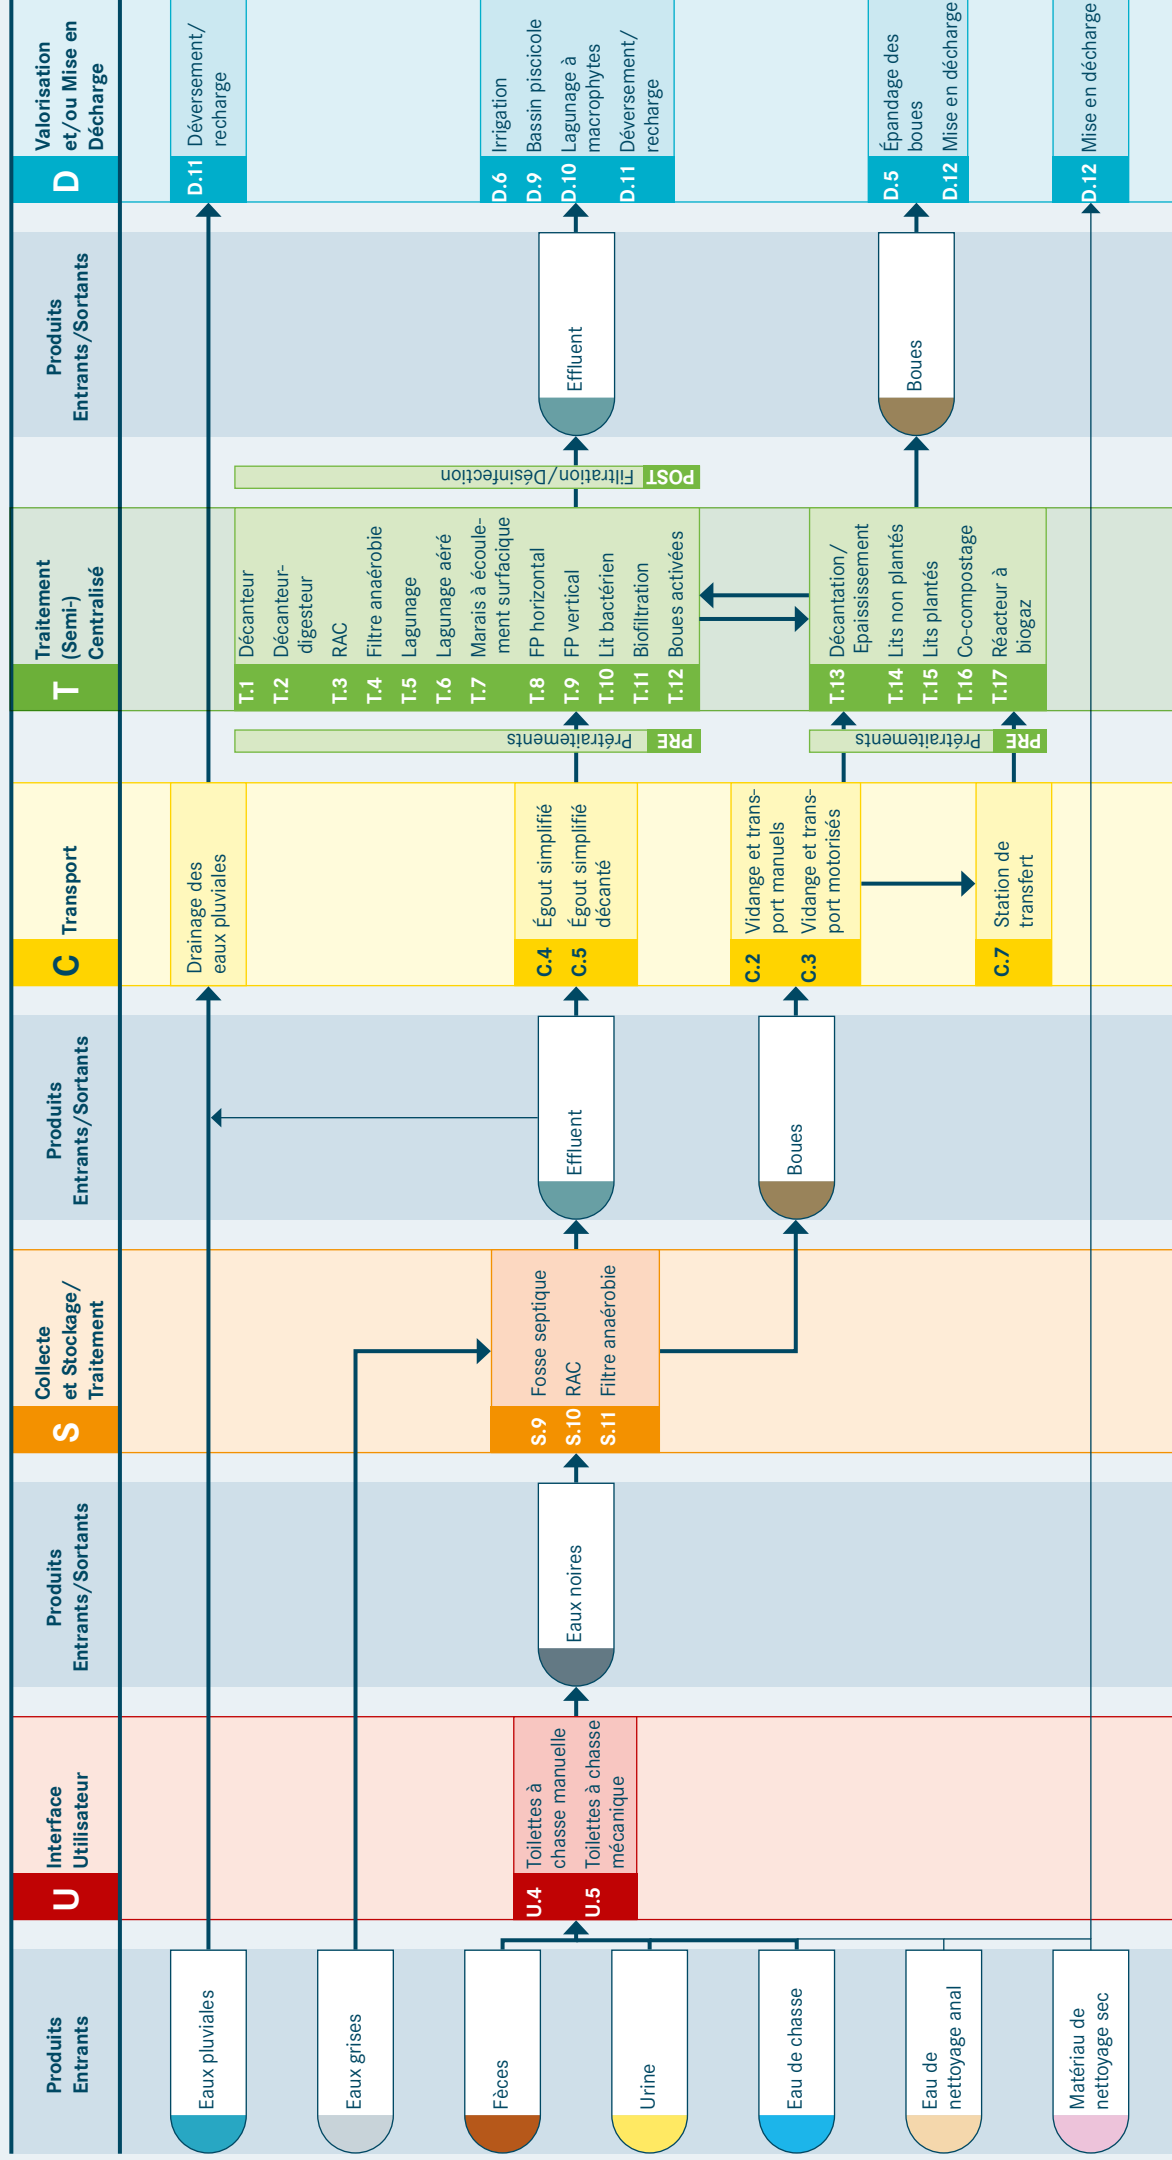 Produits
Entrants
U
Interface
Utilisateur
Produits
Entrants/Sortants
S
Collecte
et Stockage/
Traitement
Produits
Entrants/Sortants
C
Transport
T
Traitement
(Semi-)
Centralisé
Produits
Entrants/Sortants
D
Valorisation
et/ou Mise en
Décharge
Eaux pluviales
Drainage des
eaux pluviales
D.11 Déversement/
recharge
Eaux grises
Fèces
Urine
Eau de chasse
Eau de
nettoyage anal
Matériau de
nettoyage sec
U.4 Toilettes à
chasse manuelle
U.5 Toilettes à chasse
mécanique
Eaux noires
S.9 Fosse septique
S.10 RAC
S.11 Filtre anaérobie
Effluent
Boues
C.4 Égout simplifié
C.5 Égout simplifié
décanté
C.2 Vidange et trans-
port manuels
C.3 Vidange et trans-
port motorisés
C.7 Station de
transfert
PRE Prétraitements
PRE Prétraitements
T.1 Décanteur
T.2 Décanteur-
digesteur
T.3 RAC
T.4 Filtre anaérobie
T.5 Lagunage
T.6 Lagunage aéré
T.7 Marais à écoule-
ment surfacique
T.8 FP horizontal
T.9 FP vertical
T.10 Lit bactérien
T.11 Biofiltration
T.12 Boues activées
T.13 Décantation/
Epaississement
T.14 Lits non plantés
T.15 Lits plantés
T.16 Co-compostage
T.17 Réacteur à
biogaz
POST Filtration/Désinfection
Effluent
Boues
D.6 Irrigation
D.9 Bassin piscicole
D.10 Lagunage à
macrophytes
D.11 Déversement/
recharge
D.5 Épandage des
boues
D.12 Mise en décharge
D.12 Mise en décharge